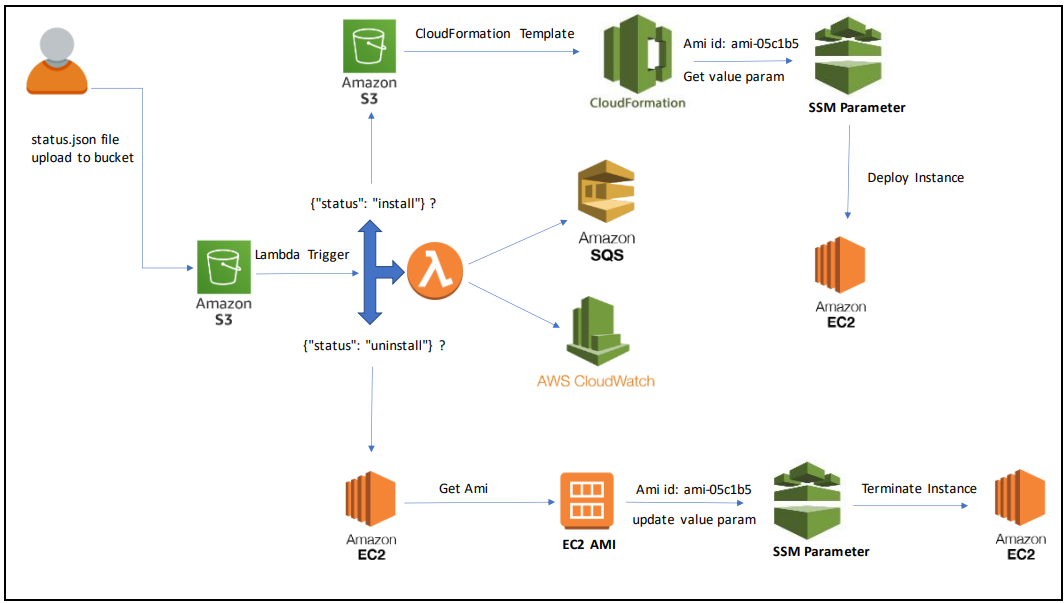 CloudFormation Template
Amazon
S3
Ami id: ami-05c1b5
Get value param
CloudFormation
SSM Parameter
status.json file
upload to bucket
Deploy Instance
{"status": "install"} ?
Amazon
SQS
Lambda Trigger
Amazon
S3
Amazon
EC2
{"status": "uninstall"} ?
AWS CloudWatch
Amazon
EC2
Get Ami
EC2 AMI
Ami id: ami-05c1b5
update value param
SSM Parameter
Terminate Instance
Amazon
EC2